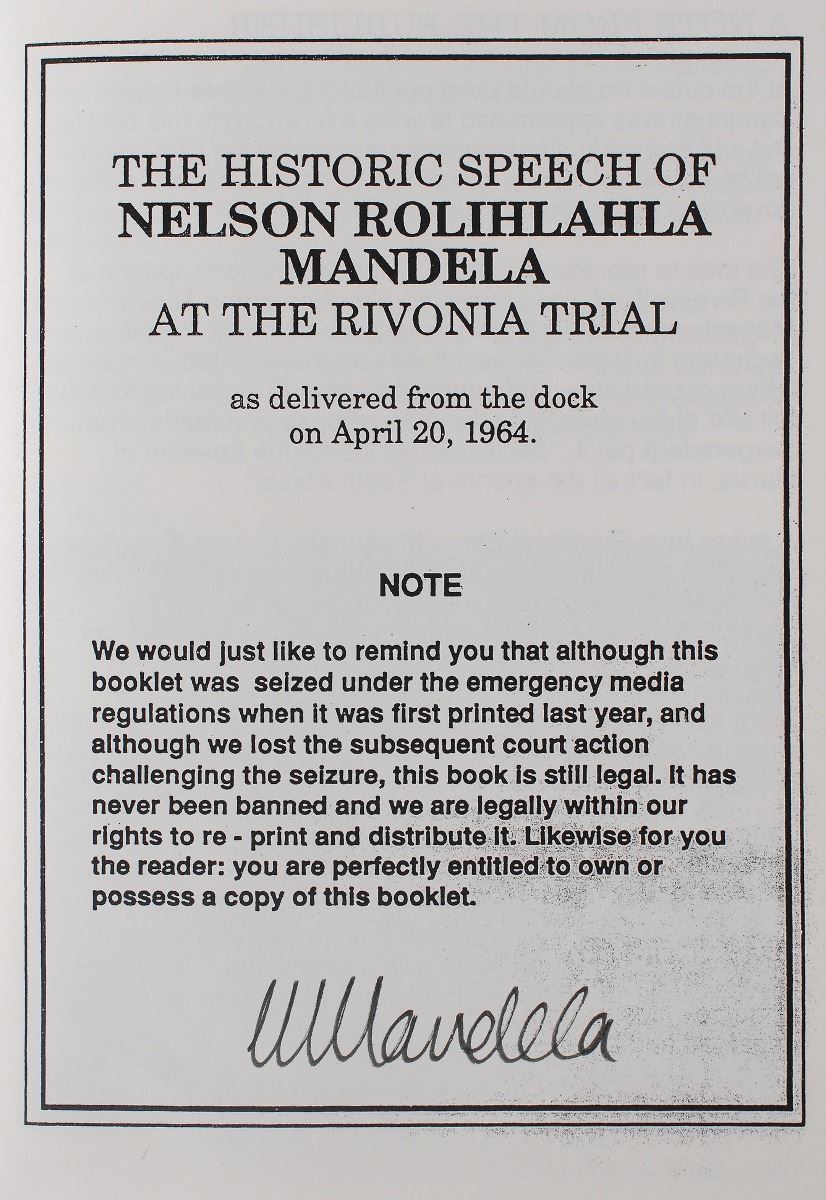 THE HISTORIC SPEECH OF
NELSON ROLIHLAHLA
MANDELA
AT THE RIVONIA TRIAL
as delivered from the dock
on April 20, 1964.
NOTE
We would just like to remind you that although this
booklet was seized under the emergency media
regulations when it was first printed last year, and
although we lost the subsequent court action
challenging the seizure, this book is still legal. It has
never been banned and we are legally within our
rights to re - print and distribute it. Likewise for you
the reader: you are perfectly entitled to own or
possess a copy of this booklet.
Mandela